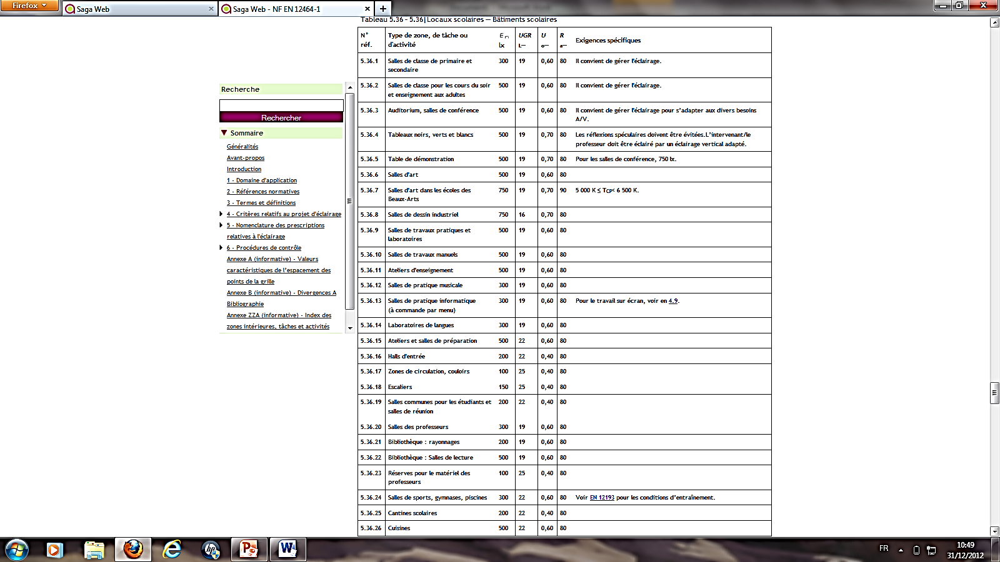 Firefox
Saga Web
Saga Web - NF EN 12464-1
Tableau 5.36 - 5.36|Locaux scolaires — Bâtiments scolaires
Recherche
Rechercher
Sommaire
Généralités
Avant-propos
Introduction
1 - Domaine d'application
2 - Références normatives
3 - Termes et définitions
4 - Critères relatifs au projet d'éclairage
5 - Nomenclature des prescriptions
relatives à l'éclairage
6 - Procédures de contrôle
Annexe A (informative) - Valeurs
caractéristiques de l'espacement des
points de la grille
Annexe B (informative) - Divergences A
Bibliographie
Annexe ZZA (informative) - Index des
zones intérieures, tâches et activités
N° Type de zone, de tâche ou E m UGR U R Exigences spécifiques
réf. d'activité lx L— o— a—
5.36.1 Salles de classe de primaire et 300 19 0,60 80 Il convient de gérer l'éclairage.
secondaire
5.36.2 Salles de classe pour les cours du soir 500 19 0,60 80 Il convient de gérer l'éclairage.
et enseignement aux adultes
5.36.3 Auditorium, salles de conférence 500 19 0,60 80 Il convient de gérer l'éclairage pour s'adapter aux divers besoins
A/V.
5.36.4 Tableaux noirs, verts et blancs 500 19 0,70 80 Les réflexions spéculaires doivent être évitées.L'intervenant/le
professeur doit être éclairé par un éclairage vertical adapté.
5.36.5 Table de démonstration 500 19 0,70 80 Pour les salles de conférence, 750 lx.
5.36.6 Salles d'art 500 19 0,60 80
5.36.7 Salles d'art dans les écoles des 750 19 0,70 90 5 000 K ≤ TCP< 6 500 K.
Beaux-Arts
5.36.8 Salles de dessin industriel 750 16 0,70 80
5.36.9 Salles de travaux pratiques et 500 19 0,60 80
laboratoires
5.36.10 Salles de travaux manuels 500 19 0,60 80
5.36.11 Ateliers d'enseignement 500 19 0,60 80
5.36.12 Salles de pratique musicale 300 19 0,60 80
5.36.13 Salles de pratique informatique 300 19 0,60 80 Pour le travail sur écran, voir en 4.9.
(à commande par menu)
5.36.14 Laboratoires de langues 300 19 0,60 80
5.36.15 Ateliers et salles de préparation 500 22 0,60 80
5.36.16 Halls d'entrée 200 22 0,40 80
5.36.17 Zones de circulation, couloirs 100 25 0,40 80
5.36.18 Escaliers 150 25 0,40 80
5.36.19 Salles communes pour les étudiants et 200 22 0,40 80
salles de réunion
5.36.20 Salles des professeurs 300 19 0,60 80
5.36.21 Bibliothèque : rayonnages 200 19 0,60 80
5.36.22 Bibliothèque : Salles de lecture 500 19 0,60 80
5.36.23 Réserves pour le matériel des 100 25 0,40 80
professeurs
5.36.24 Salles de sports, gymnases, piscines 300 22 0,60 80 Voir EN 12193 pour les conditions d'entraînement.
5.36.25 Cantines scolaires 200 22 0,40 80
5.36.26 Cuisines 500 22 0,60 80
FR
10:49
31/12/2012